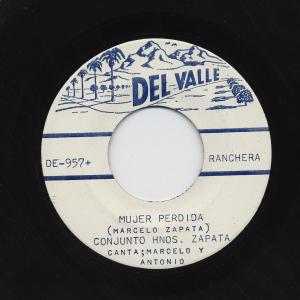 DEL VALLE
DE-957+ RANCHERA
MUJER PERDIDA
(MARCELO ZAPATA)
CONJUNTO HNOS. ZAPATA
CANTA;MARCELO Y
ANTONIO